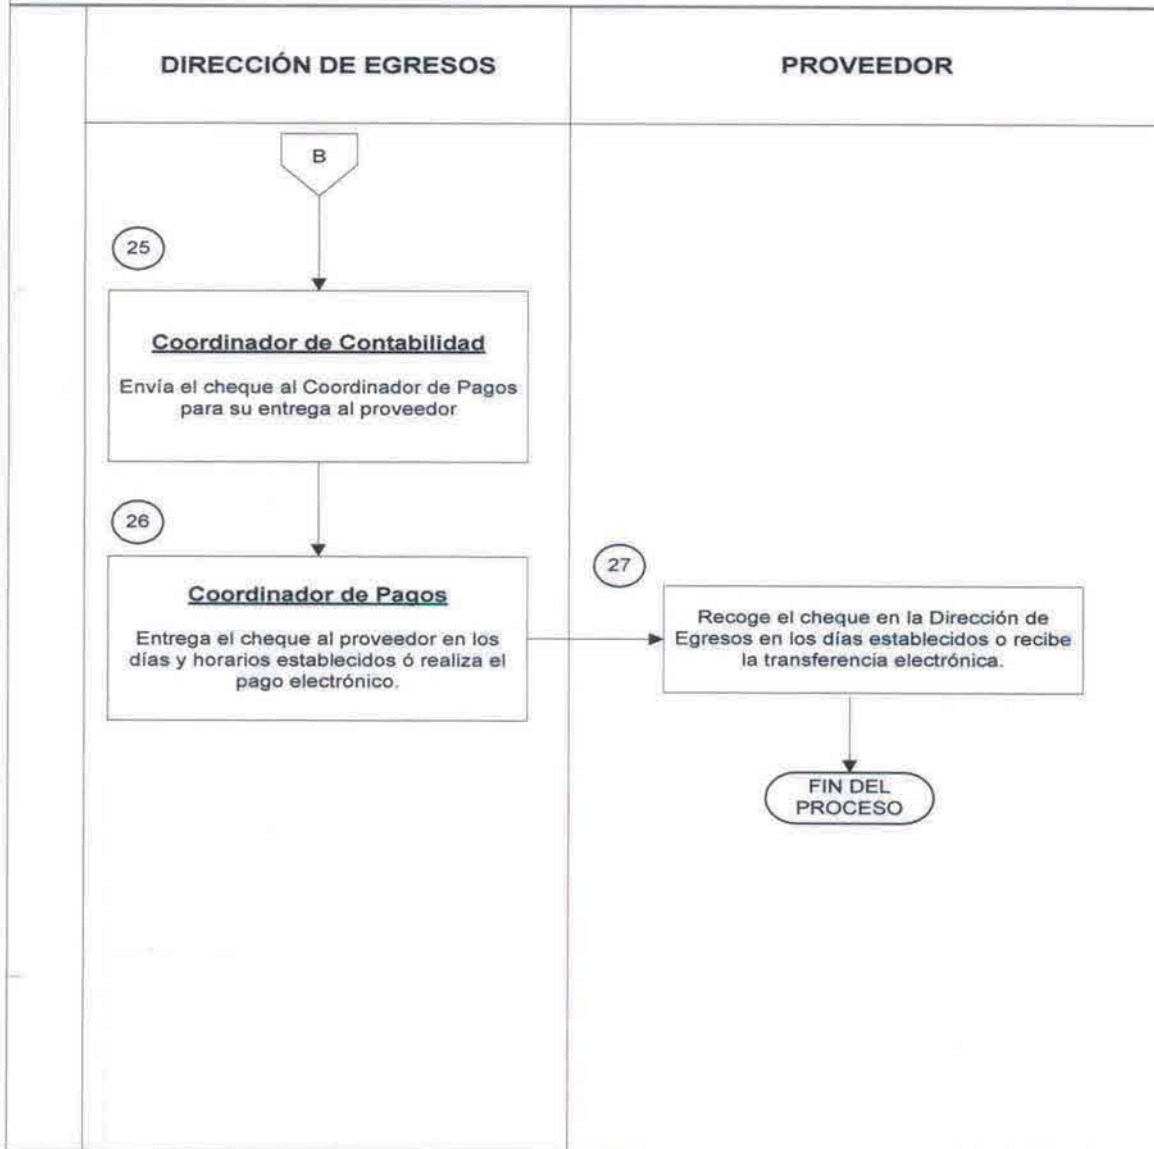 DIRECCIÓN DE EGRESOS
PROVEEDOR
B
25
Coordinador de Contabilidad
Envía el cheque al Coordinador de Pagos
para su entrega al proveedor
26
Coordinador de Pagos
Entrega el cheque al proveedor en los
días y horarios establecidos ó realiza el
pago electrónico.
27
Recoge el cheque en la Dirección de
Egresos en los días establecidos o recibe
la transferencia electrónica.
FIN DEL
PROCESO